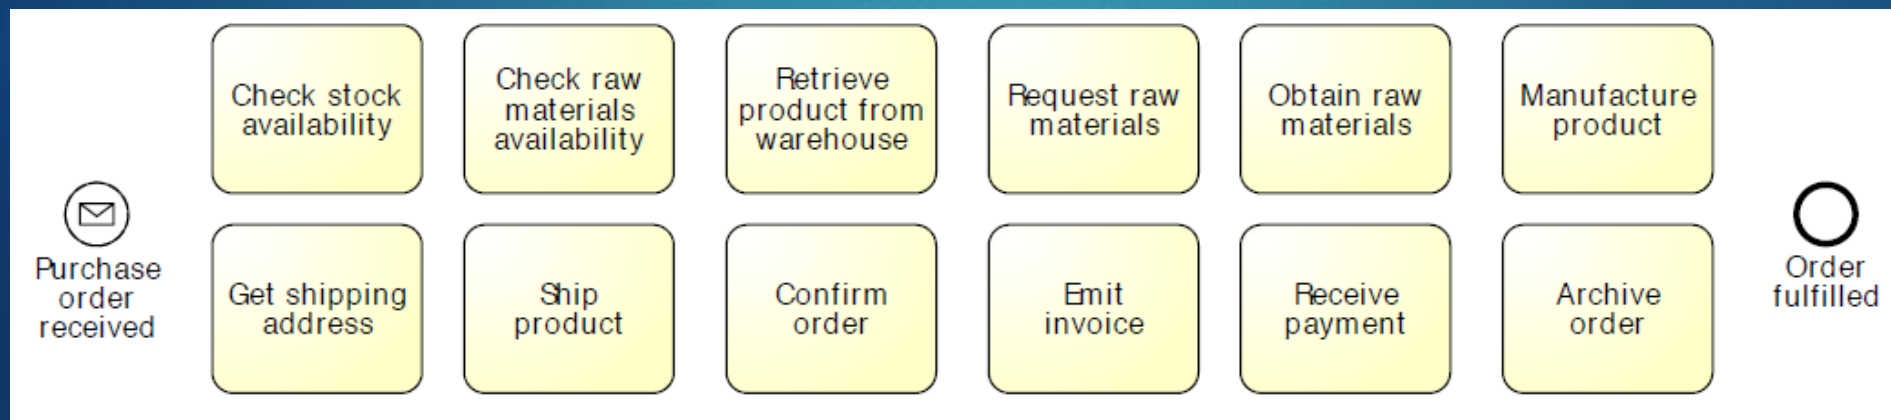 Purchase
order
received
Check stock
availability
Check raw
materials
availability
Retrieve
product from
warehouse
Request raw
materials
Obtain raw
materials
Manufacture
product
Get shipping
address
Ship
product
Confirm
order
Emit
invoice
Receive
payment
Archive
order
Order
fulfilled